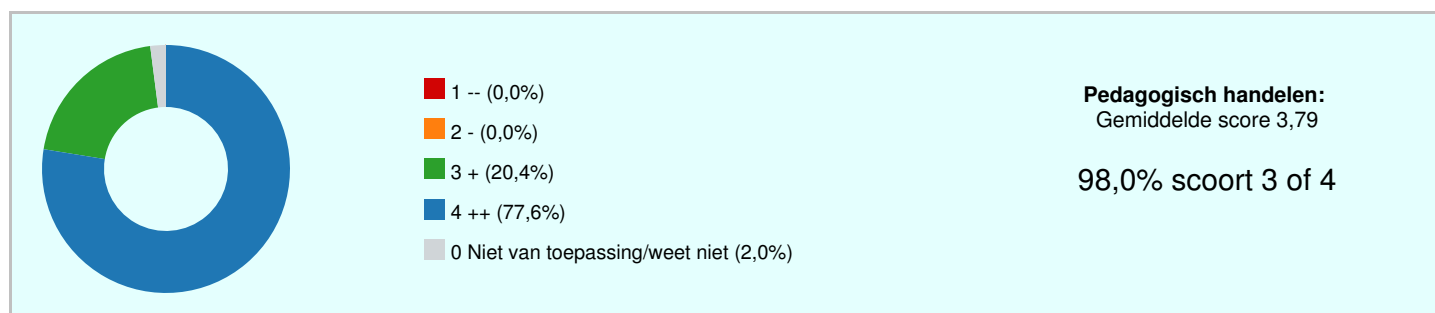 1 -- (0,0%)
2 - (0,0%)
3 + (20,4%)
4 ++ (77,6%)
0 Niet van toepassing/weet niet (2,0%)
Pedagogisch handelen:
Gemiddelde score 3,79
98,0% scoort 3 of 4